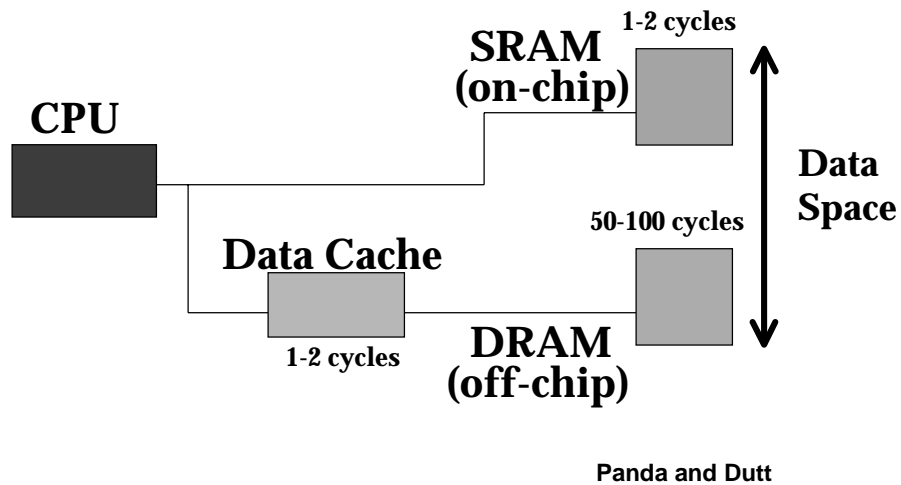 1-2 cycles
SRAM
(on-chip)
CPU
Data
Space
50-100 cycles
Data Cache
1-2 cycles
DRAM
(off-chip)
Panda and Dutt